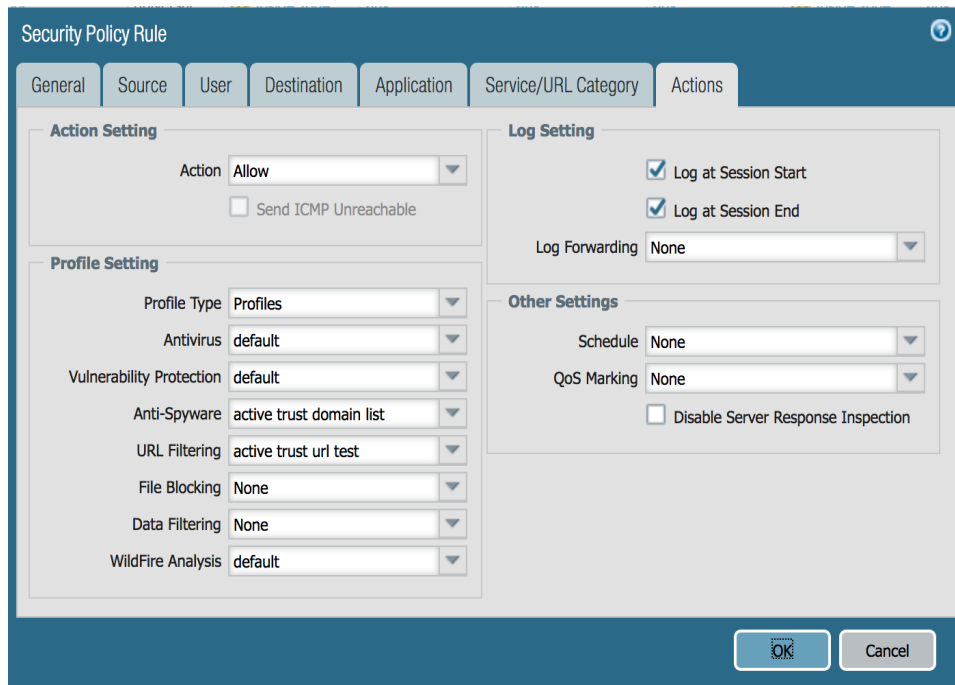 Security Policy Rule
General
Source
User
Destination
Application
Service/URL Category
Actions
Action Setting
Action
Allow
Send ICMP Unreachable
Profile Setting
Profile Type
Profiles
Antivirus
default
Vulnerability Protection
default
Anti-Spyware
active trust domain list
URL Filtering
active trust url test
File Blocking
None
Data Filtering
None
WildFire Analysis
default
Log Setting
Log at Session Start
Log at Session End
Log Forwarding
None
Other Settings
Schedule
None
QoS Marking
None
Disable Server Response Inspection
OK
Cancel